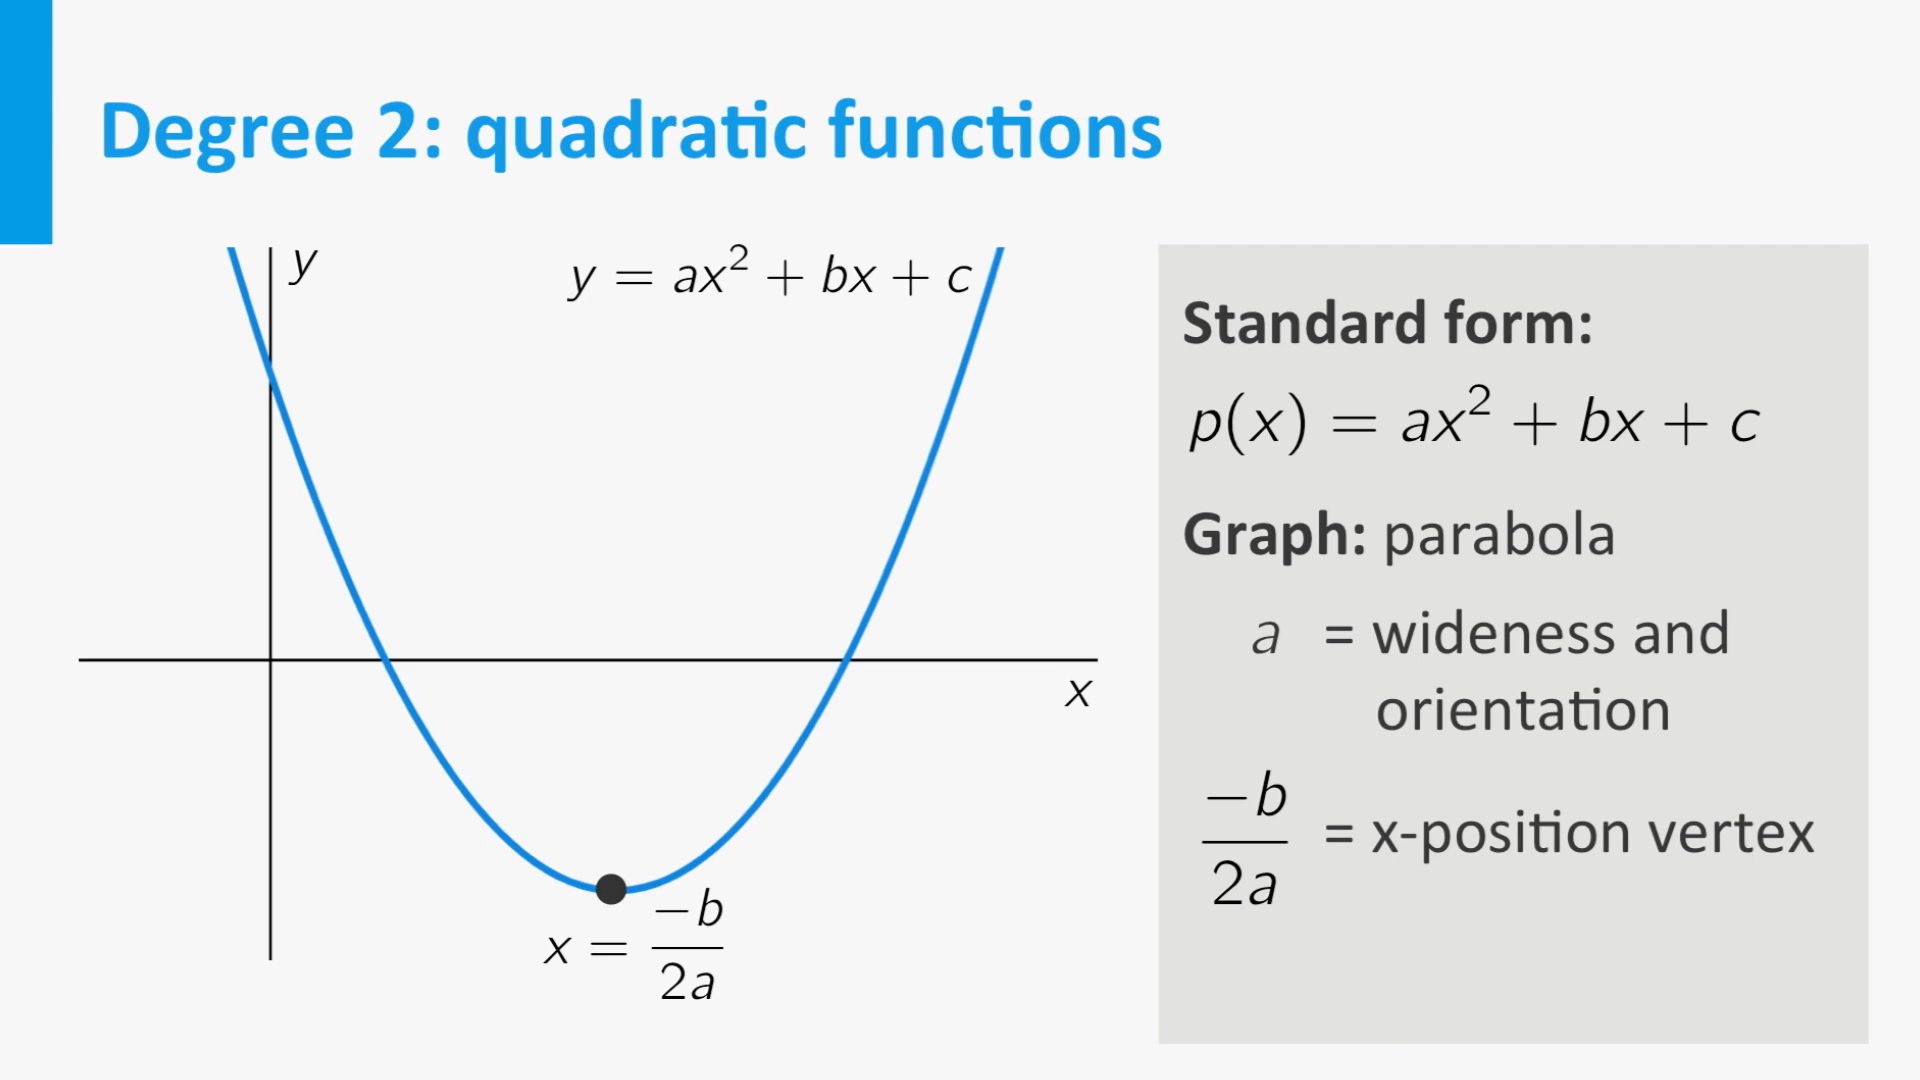 Degree 2: quadratic functions
y
y = ax² + bx + c
x
x = −b/2a
Standard form:
p(x) = ax² + bx + c
Graph: parabola
a = wideness and
orientation
−b/2a = x-position vertex